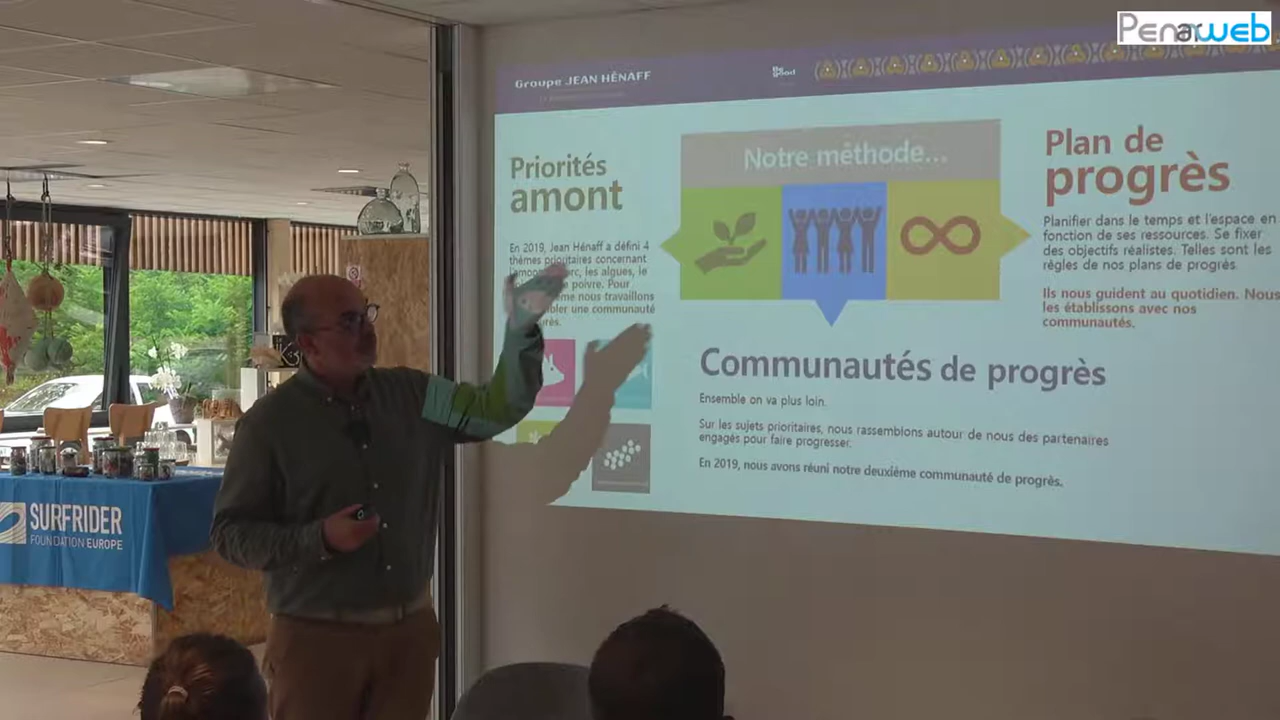 Penarweb
Groupe JEAN HÉNAFF
Be good
Priorités
amont
En 2019, Jean Hénaff a défini 4
thèmes prioritaires concernant
les algues, le
poivre. Pour
nous travaillons
une communauté
Notre méthode...
Plan de
progrès
Planifier dans le temps et l'espace en
fonction de ses ressources. Se fixer
des objectifs réalistes. Telles sont les
règles de nos plans de progrès.
Ils nous guident au quotidien. Nous
les établissons avec nos
communautés.
Communautés de progrès
Ensemble on va plus loin.
Sur les sujets prioritaires, nous rassemblons autour de nous des partenaires
engagés pour faire progresser.
En 2019, nous avons réuni notre deuxième communauté de progrès.
SURFRIDER
FOUNDATION EUROPE